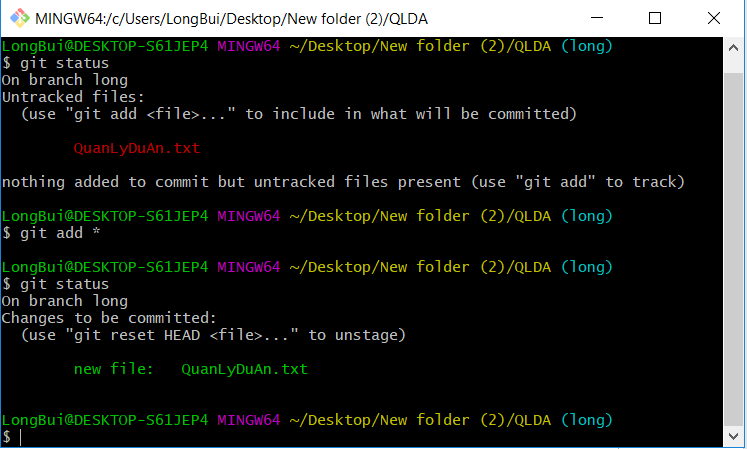 MINGW64:/c/Users/LongBui/Desktop/New folder (2)/QLDA
LongBui@DESKTOP-S61JEP4 MINGW64 ~/Desktop/New folder (2)/QLDA (long)
$ git status
On branch long
Untracked files:
  (use "git add <file>..." to include in what will be committed)
        QuanLyDuAn.txt
nothing added to commit but untracked files present (use "git add" to track)
LongBui@DESKTOP-S61JEP4 MINGW64 ~/Desktop/New folder (2)/QLDA (long)
$ git add *
LongBui@DESKTOP-S61JEP4 MINGW64 ~/Desktop/New folder (2)/QLDA (long)
$ git status
On branch long
Changes to be committed:
  (use "git reset HEAD <file>..." to unstage)
        new file:   QuanLyDuAn.txt
LongBui@DESKTOP-S61JEP4 MINGW64 ~/Desktop/New folder (2)/QLDA (long)
$